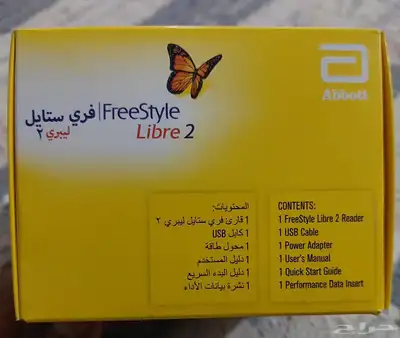 فري ستايل | FreeStyle
ليبري ٢ Libre 2
Abbott
المحتويات:
1 قارئ فري ستايل ليبري ٢
1 كابل USB
1 محول طاقة
1 دليل المستخدم
1 دليل البدء السريع
1 نشرة بيانات الأداء
CONTENTS:
1 FreeStyle Libre 2 Reader
1 USB Cable
1 Power Adapter
1 User's Manual
1 Quick Start Guide
1 Performance Data Insert
حراج